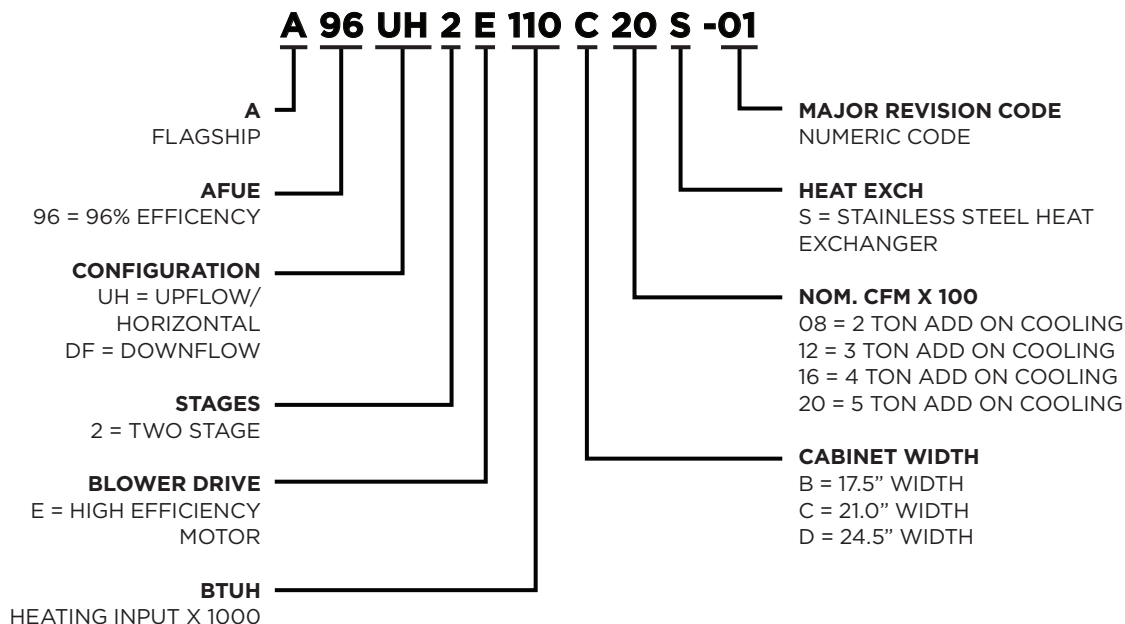 A 96 UH 2 E 110 C 20 S -01
A
FLAGSHIP
AFUE
96 = 96% EFFICENCY
CONFIGURATION
UH = UPFLOW/
HORIZONTAL
DF = DOWNFLOW
STAGES
2 = TWO STAGE
BLOWER DRIVE
E = HIGH EFFICIENCY
MOTOR
BTUH
HEATING INPUT X 1000
MAJOR REVISION CODE
NUMERIC CODE
HEAT EXCH
S = STAINLESS STEEL HEAT
EXCHANGER
NOM. CFM X 100
08 = 2 TON ADD ON COOLING
12 = 3 TON ADD ON COOLING
16 = 4 TON ADD ON COOLING
20 = 5 TON ADD ON COOLING
CABINET WIDTH
B = 17.5” WIDTH
C = 21.0” WIDTH
D = 24.5” WIDTH